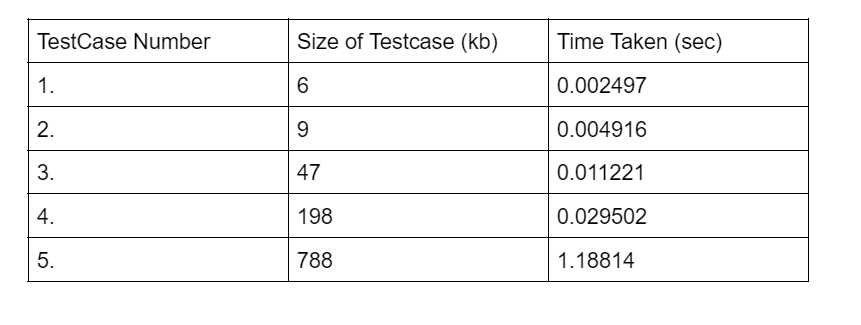 TestCase Number Size of Testcase (kb) Time Taken (sec)
1. 6 0.002497
2. 9 0.004916
3. 47 0.011221
4. 198 0.029502
5. 788 1.18814